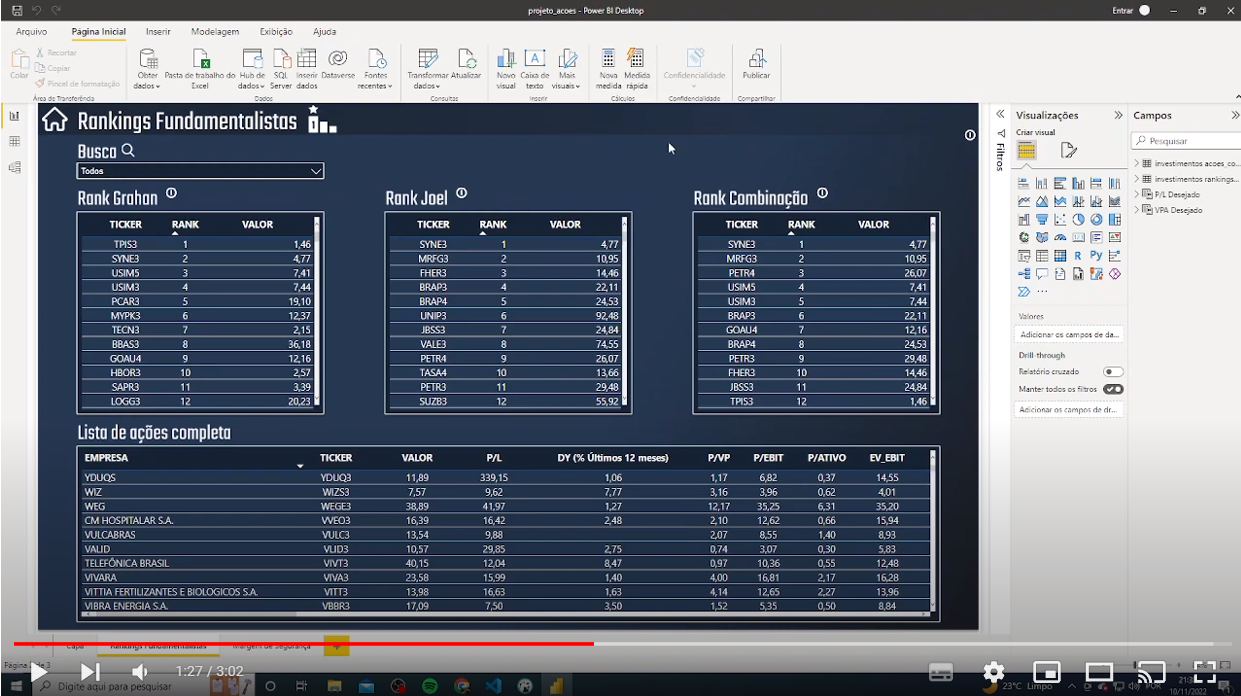 projeto_acoes - Power BI Desktop
Entrar
Arquivo Página Inicial Inserir Modelagem Exibição Ajuda
Colar
Recortar
Copiar
Pincel de formatação
Obter dados
Pasta de trabalho do Excel
Hub de dados
SQL Server
Inserir dados
Dataverse
Fontes recentes
Transformar dados
Atualizar
Novo visual
Caixa de texto
Mais visuais
Nova medida
Medida rápida
Confidencialidade
Publicar
Área de Transferência Dados Consultas Inserir Cálculos Confidencialidade Compartilhar
Rankings Fundamentalistas
Busca
Todos
Rank Grahan
TICKER RANK VALOR
TPIS3 1 1,46
SYNE3 2 4,77
USIM5 3 7,41
USIM3 4 7,44
PCAR3 5 19,10
MYPK3 6 12,37
TECN3 7 2,15
BBAS3 8 36,18
GOAU4 9 12,16
HBOR3 10 2,57
SAPR3 11 3,39
LOGG3 12 20,23
Rank Joel
TICKER RANK VALOR
SYNE3 1 4,77
MRFG3 2 10,95
FHER3 3 14,46
BRAP3 4 22,11
BRAP4 5 24,53
UNIP3 6 92,48
JBSS3 7 24,84
VALE3 8 74,55
PETR4 9 26,07
TASA4 10 13,66
PETR3 11 29,48
SUZB3 12 55,92
Rank Combinação
TICKER RANK VALOR
SYNE3 1 4,77
MRFG3 2 10,95
PETR4 3 26,07
USIM5 4 7,41
USIM3 5 7,44
BRAP3 6 22,11
GOAU4 7 12,16
BRAP4 8 24,53
PETR3 9 29,48
FHER3 10 14,46
JBSS3 11 24,84
TPIS3 12 1,46
Lista de ações completa
EMPRESA TICKER VALOR P/L DY (% Últimos 12 meses) P/VP P/EBIT P/ATIVO EV_EBIT
YDUQS YDUQ3 11,89 339,15 1,06 1,17 6,82 0,37 14,55
WIZ WIZS3 7,57 9,62 7,77 3,16 3,96 0,62 4,01
WEG WEGE3 38,89 41,97 1,27 12,17 35,25 6,31 35,20
CM HOSPITALAR S.A. VVEO3 16,39 16,42 2,48 2,10 12,62 0,66 15,94
VULCABRAS VULC3 13,54 9,88 2,07 8,55 1,40 8,93
VALID VLID3 10,57 29,85 2,75 0,74 3,07 0,30 5,83
TELEFÔNICA BRASIL VIVT3 40,15 12,04 8,47 0,97 10,36 0,55 12,48
VIVARA VIVA3 23,58 15,99 1,40 4,00 16,81 2,17 16,28
VITTIA FERTILIZANTES E BIOLOGICOS S.A. VITT3 13,98 16,63 1,63 4,14 12,65 2,27 13,96
VIBRA ENERGIA S.A. VBBR3 17,09 7,50 3,50 1,52 5,35 0,50 8,84
Filtros
Visualizações
Criar visual
R Py
Valores
Adicionar os campos de da...
Drill-through
Relatório cruzado
Manter todos os filtros
Adicionar os campos de dr...
Campos
Pesquisar
investimentos acoes_co...
investimentos rankings...
P/L Desejado
VPA Desejado
Capa Rankings Fundamentalistas Margem de Segurança
1:27 / 3:02
Digite aqui para pesquisar
23°C Limpo
POR
10/11/2022